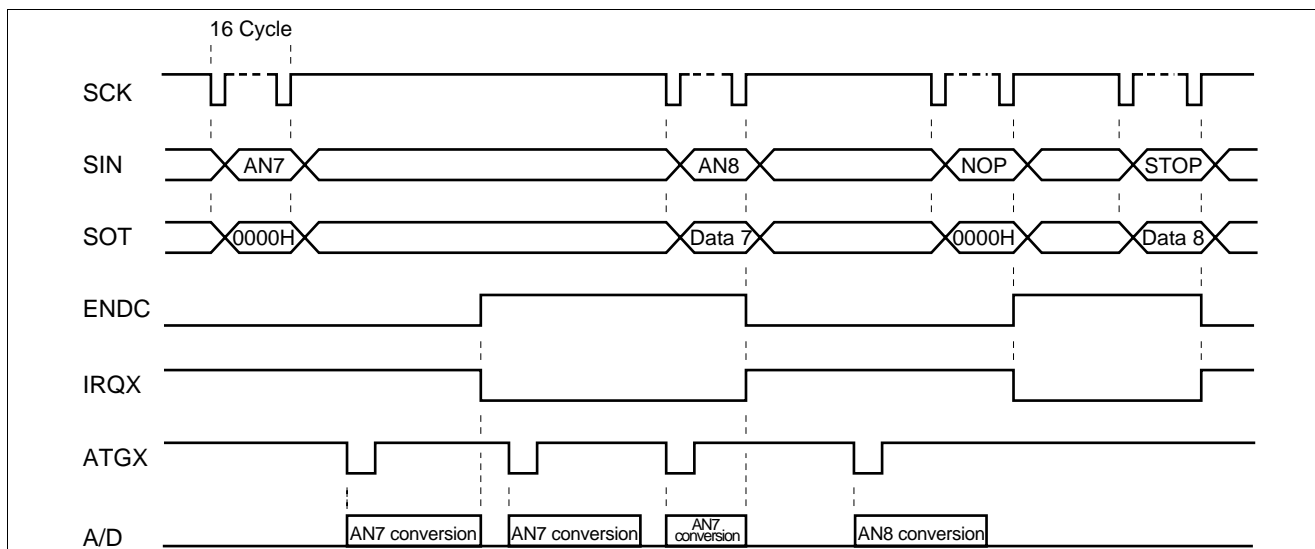 16 Cycle
SCK
SIN AN7 AN8 NOP STOP
SOT 0000H Data 7 0000H Data 8
ENDC
IRQX
ATGX
A/D AN7 conversion AN7 conversion AN7 conversion AN8 conversion